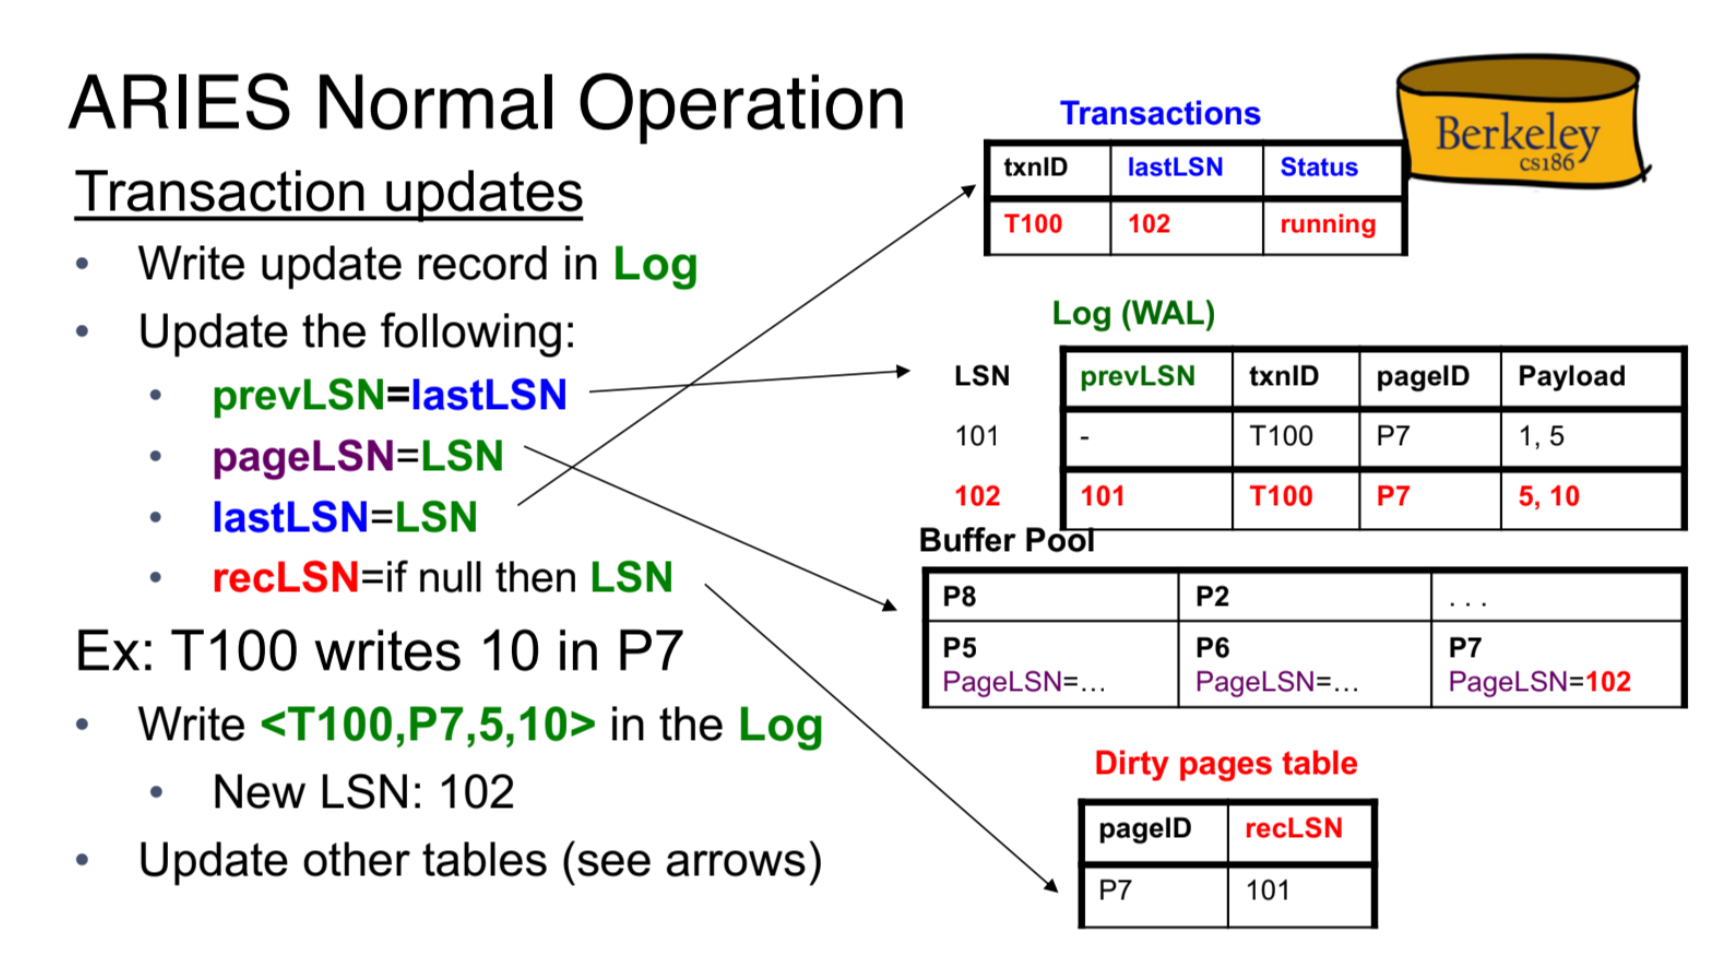 ARIES Normal Operation
Transaction updates
• Write update record in Log
• Update the following:
• prevLSN=lastLSN
• pageLSN=LSN
• lastLSN=LSN
• recLSN=if null then LSN
Ex: T100 writes 10 in P7
• Write <T100,P7,5,10> in the Log
• New LSN: 102
• Update other tables (see arrows)
Transactions
txnID lastLSN Status
T100 102 running
Berkeley
cs186
Log (WAL)
LSN prevLSN txnID pageID Payload
101 - T100 P7 1, 5
102 101 T100 P7 5, 10
Buffer Pool
P8 P2 . . .
P5 P6 P7
PageLSN=... PageLSN=... PageLSN=102
Dirty pages table
pageID recLSN
P7 101